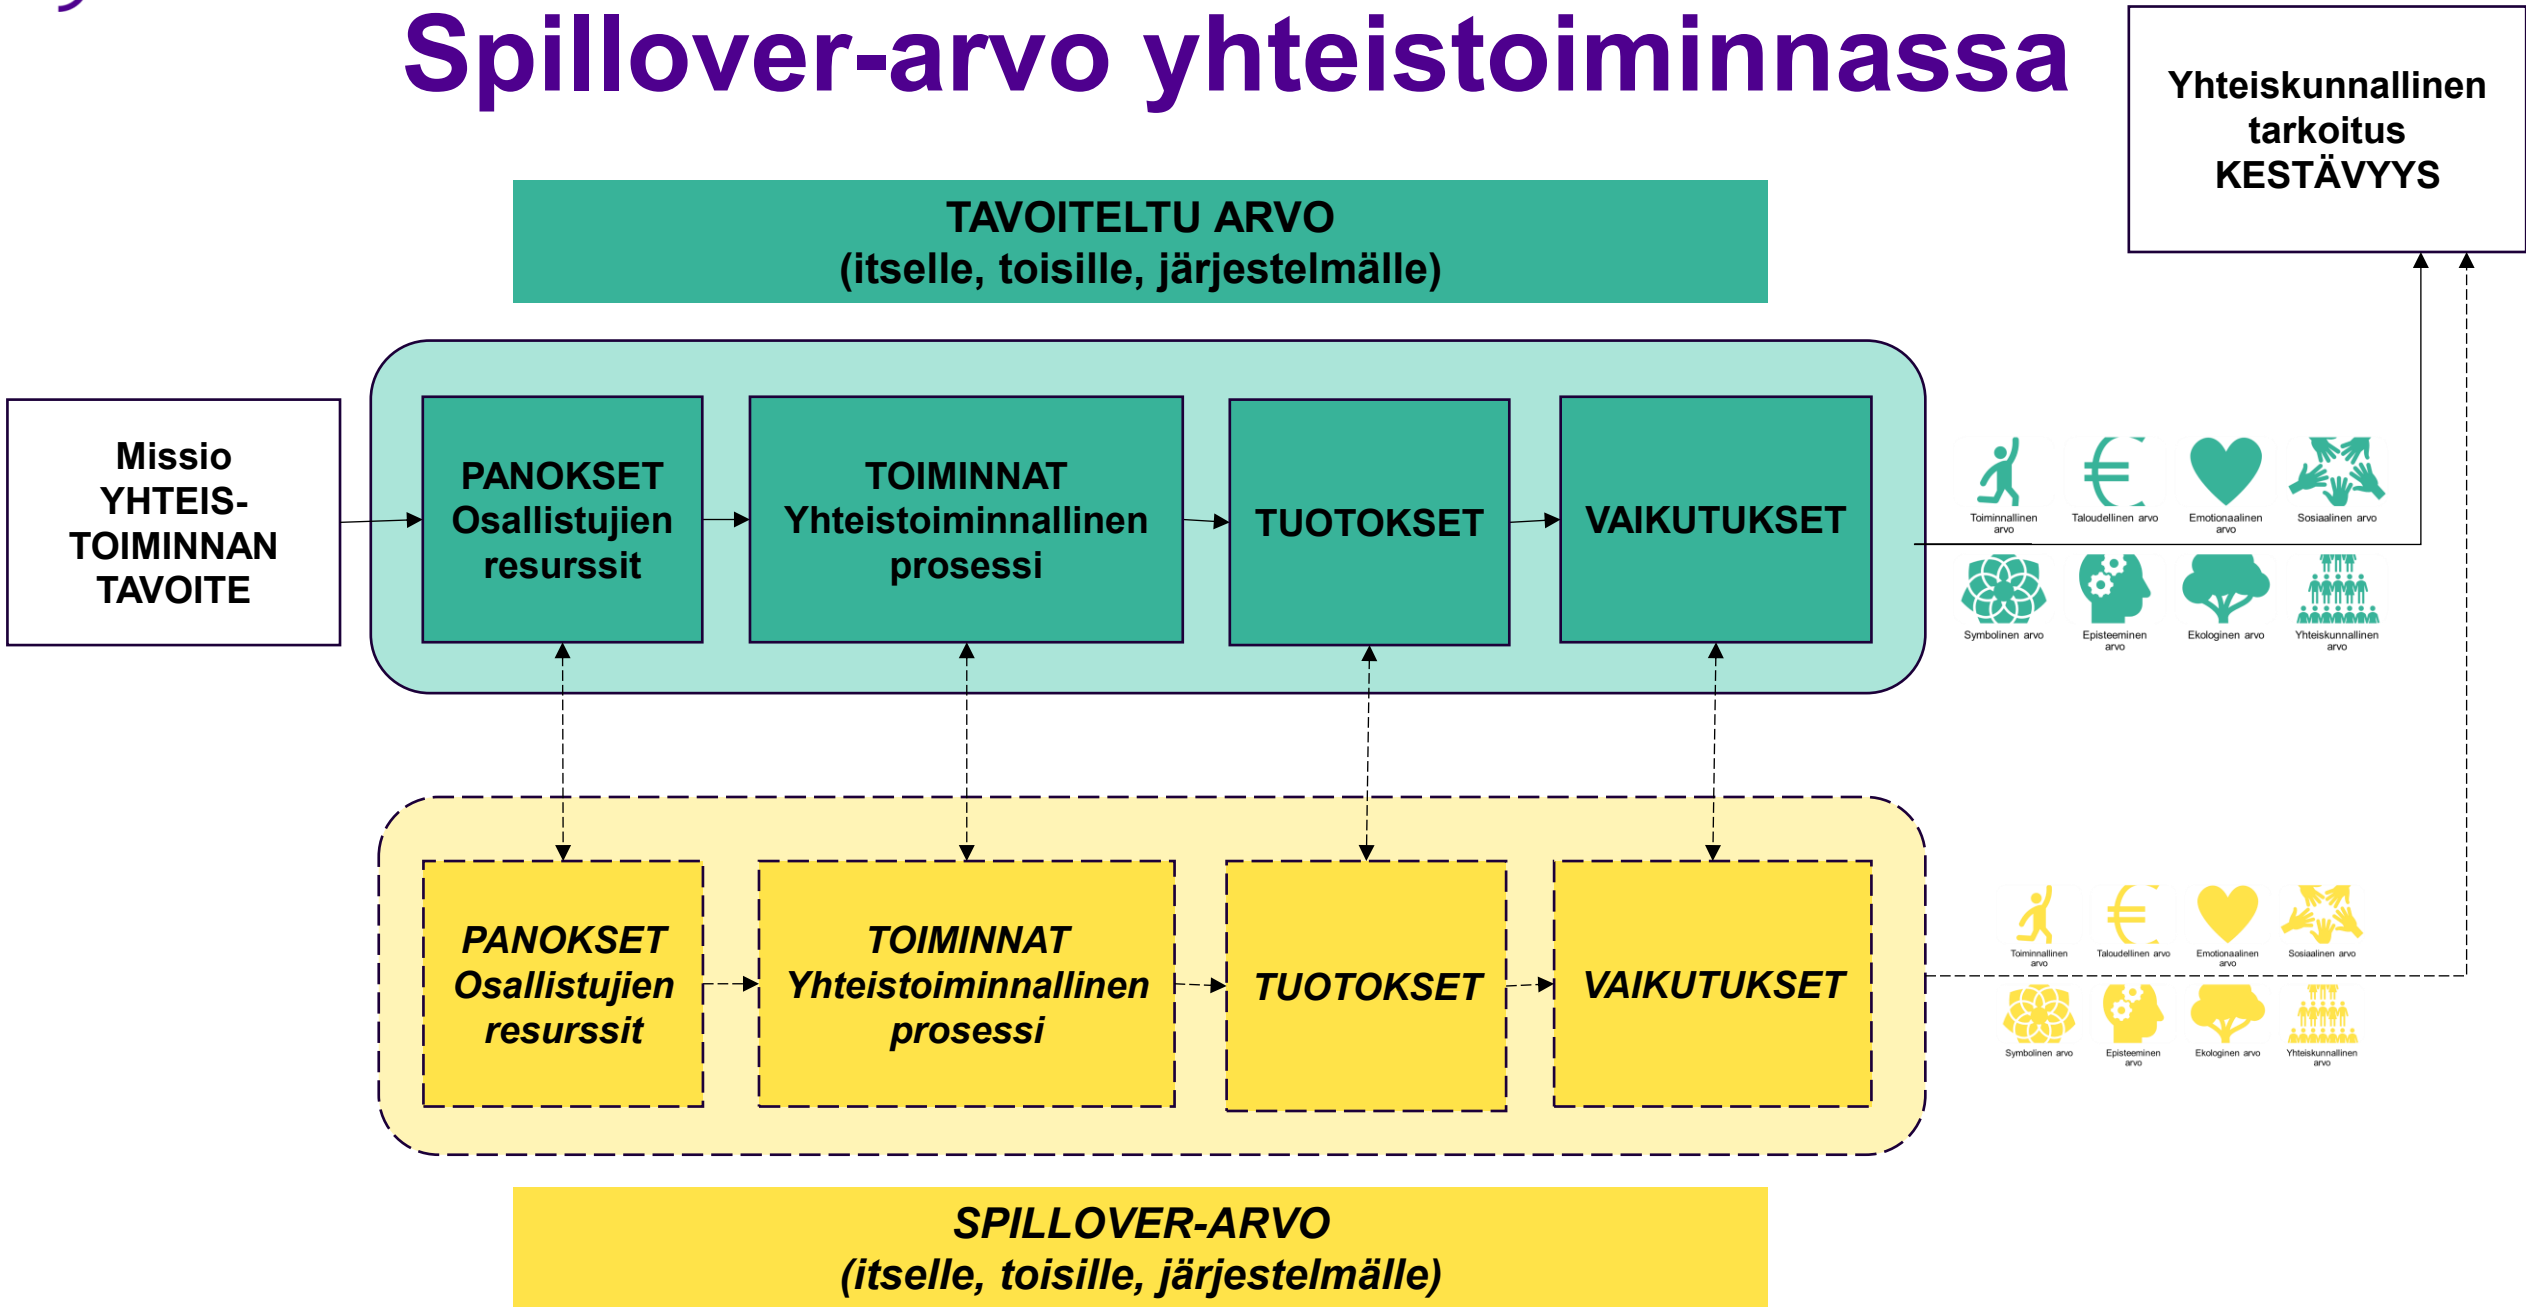 Spillover-arvo yhteistoiminnassa
Yhteiskunnallinen
tarkoitus
KESTÄVYYS
TAVOITELTU ARVO
(itselle, toisille, järjestelmälle)
Missio
YHTEIS-
TOIMINNAN
TAVOITE
PANOKSET
Osallistujien
resurssit
TOIMINNAT
Yhteistoiminnallinen
prosessi
TUOTOKSET
VAIKUTUKSET
Toiminnallinen
arvo
Taloudellinen arvo
Emotionaalinen
arvo
Sosiaalinen arvo
Symbolinen arvo
Episteeminen
arvo
Ekologinen arvo
Yhteiskunnallinen
arvo
PANOKSET
Osallistujien
resurssit
TOIMINNAT
Yhteistoiminnallinen
prosessi
TUOTOKSET
VAIKUTUKSET
Toiminnallinen
arvo
Taloudellinen arvo
Emotionaalinen
arvo
Sosiaalinen arvo
Symbolinen arvo
Episteeminen
arvo
Ekologinen arvo
Yhteiskunnallinen
arvo
SPILLOVER-ARVO
(itselle, toisille, järjestelmälle)